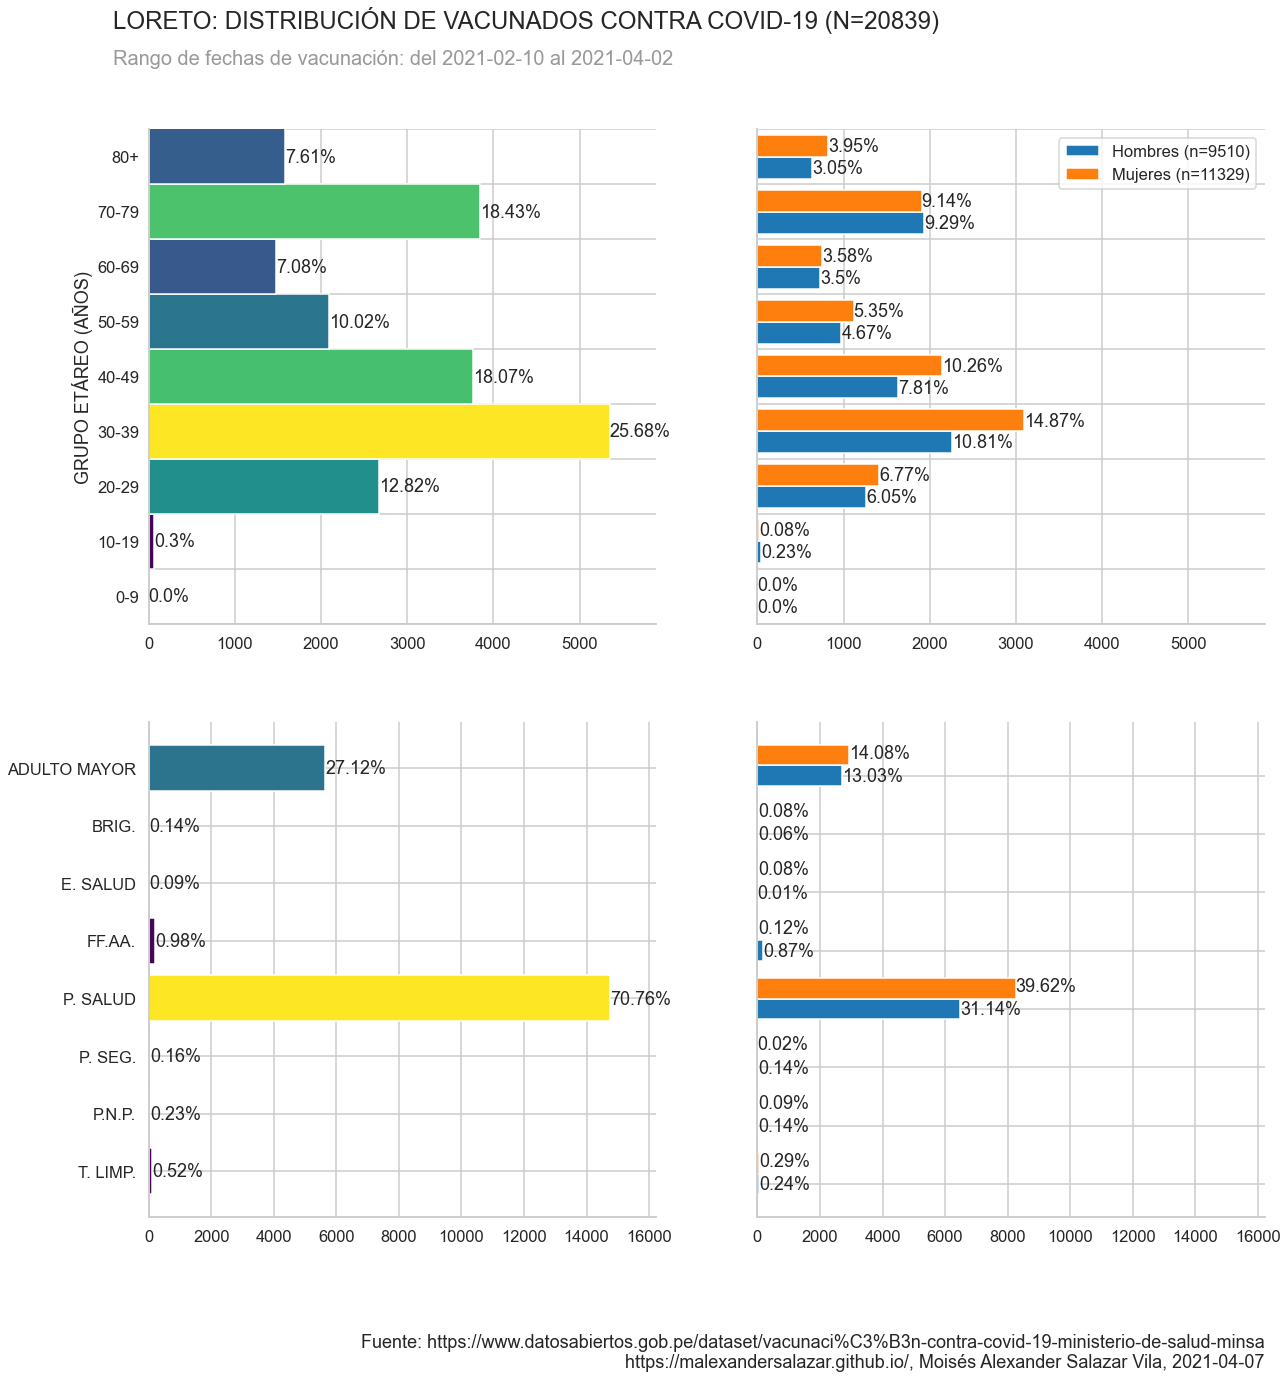 LORETO: DISTRIBUCIÓN DE VACUNADOS CONTRA COVID-19 (N=20839)
Rango de fechas de vacunación: del 2021-02-10 al 2021-04-02
GRUPO ETÁREO (AÑOS)
80+ 7.61%
70-79 18.43%
60-69 7.08%
50-59 10.02%
40-49 18.07%
30-39 25.68%
20-29 12.82%
10-19 0.3%
0-9 0.0%
0 1000 2000 3000 4000 5000
Hombres (n=9510)
Mujeres (n=11329)
3.95%
3.05%
9.14%
9.29%
3.58%
3.5%
5.35%
4.67%
10.26%
7.81%
14.87%
10.81%
6.77%
6.05%
0.08%
0.23%
0.0%
0.0%
0 1000 2000 3000 4000 5000
ADULTO MAYOR 27.12%
BRIG. 0.14%
E. SALUD 0.09%
FF.AA. 0.98%
P. SALUD 70.76%
P. SEG. 0.16%
P.N.P. 0.23%
T. LIMP. 0.52%
0 2000 4000 6000 8000 10000 12000 14000 16000
14.08%
13.03%
0.08%
0.06%
0.08%
0.01%
0.12%
0.87%
39.62%
31.14%
0.02%
0.14%
0.09%
0.14%
0.29%
0.24%
0 2000 4000 6000 8000 10000 12000 14000 16000
Fuente: https://www.datosabiertos.gob.pe/dataset/vacunaci%C3%B3n-contra-covid-19-ministerio-de-salud-minsa
https://malexandersalazar.github.io/, Moisés Alexander Salazar Vila, 2021-04-07